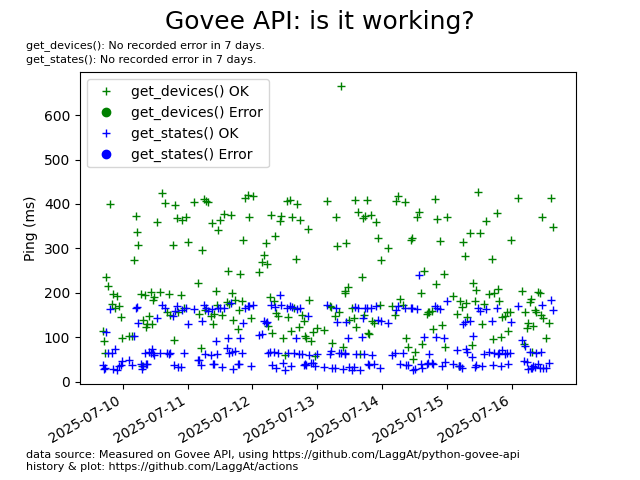 Govee API: is it working?
get_devices(): No recorded error in 7 days.
get_states(): No recorded error in 7 days.
get_devices() OK
get_devices() Error
get_states() OK
get_states() Error
Ping (ms)
600
500
400
300
200
100
0
2025-07-10
2025-07-11
2025-07-12
2025-07-13
2025-07-14
2025-07-15
2025-07-16
data source: Measured on Govee API, using https://github.com/LaggAt/python-govee-api
history & plot: https://github.com/LaggAt/actions